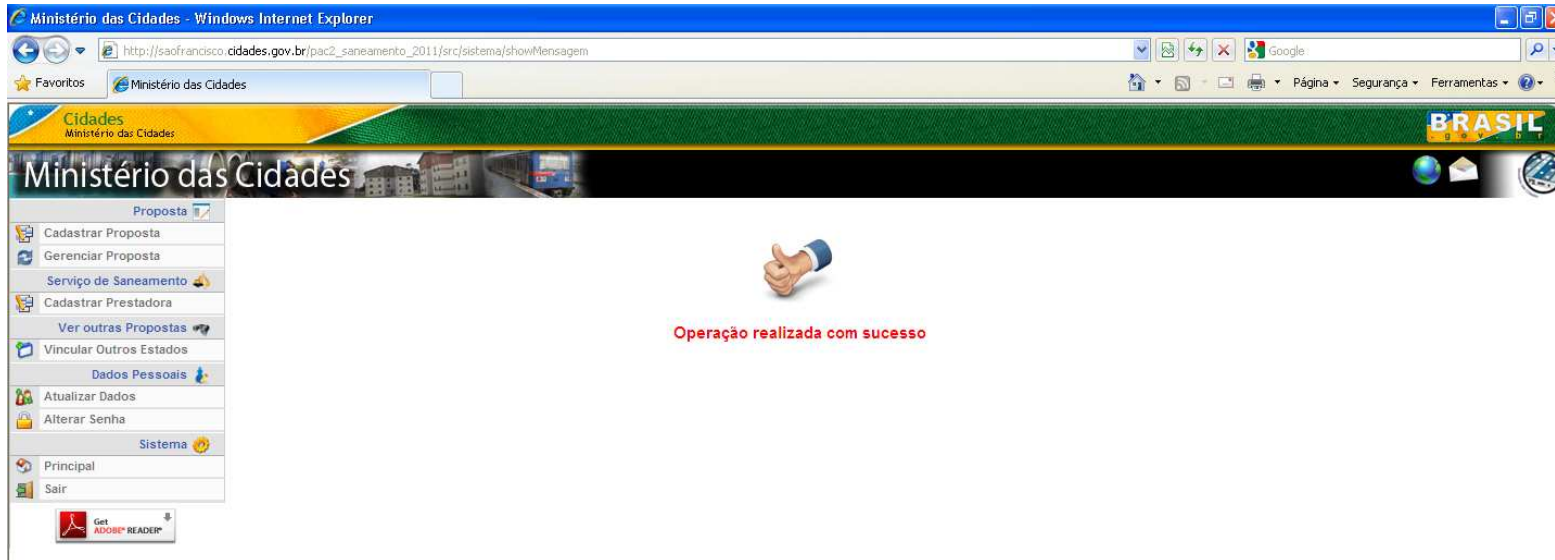 Ministério das Cidades - Windows Internet Explorer
http://saofrancisco.cidades.gov.br/pac2_saneamento_2011/src/sistema/showMensagem
Google
Favoritos
Ministério das Cidades
Página
Segurança
Ferramentas
Cidades
Ministério das Cidades
BRASIL
.gov.br
Ministério das Cidades
Proposta
Cadastrar Proposta
Gerenciar Proposta
Serviço de Saneamento
Cadastrar Prestadora
Ver outras Propostas
Vincular Outros Estados
Dados Pessoais
Atualizar Dados
Alterar Senha
Sistema
Principal
Sair
Get
ADOBE® READER®
Operação realizada com sucesso